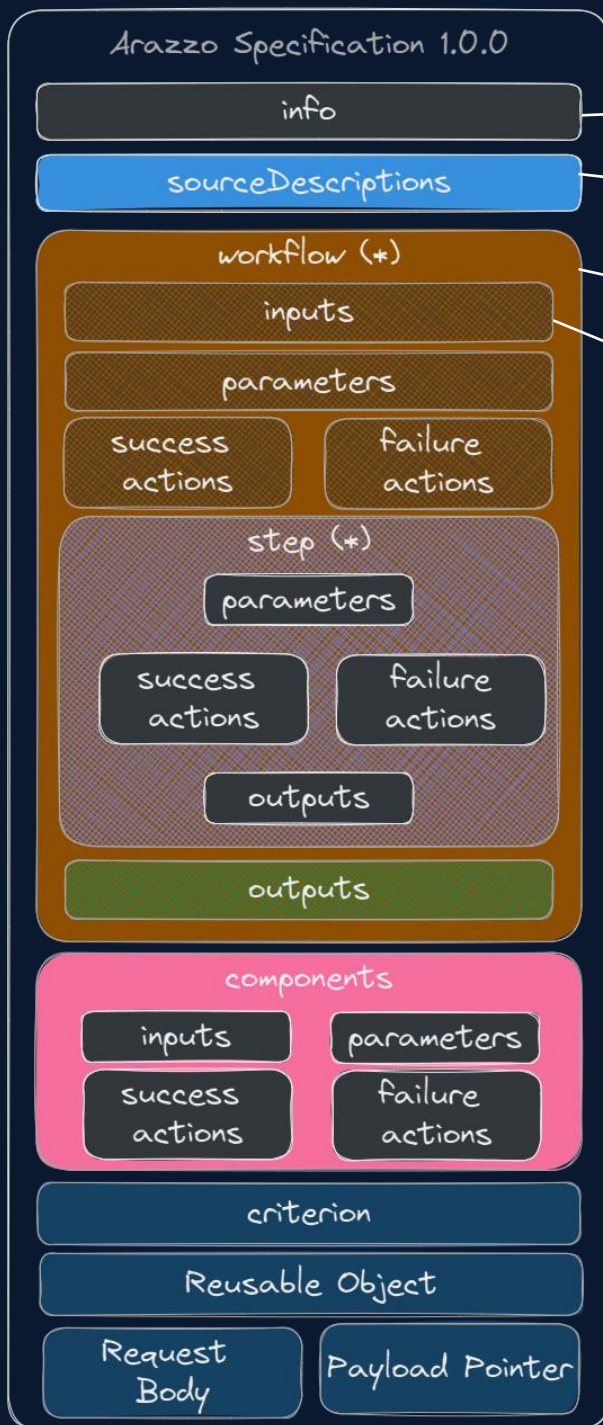 Arazzo Specification 1.0.0
info
sourceDescriptions
workflow (*)
inputs
parameters
success
actions
failure
actions
step (*)
parameters
success
actions
failure
actions
outputs
outputs
components
inputs
parameters
success
actions
failure
actions
criterion
Reusable Object
Request
Body
Payload Pointer